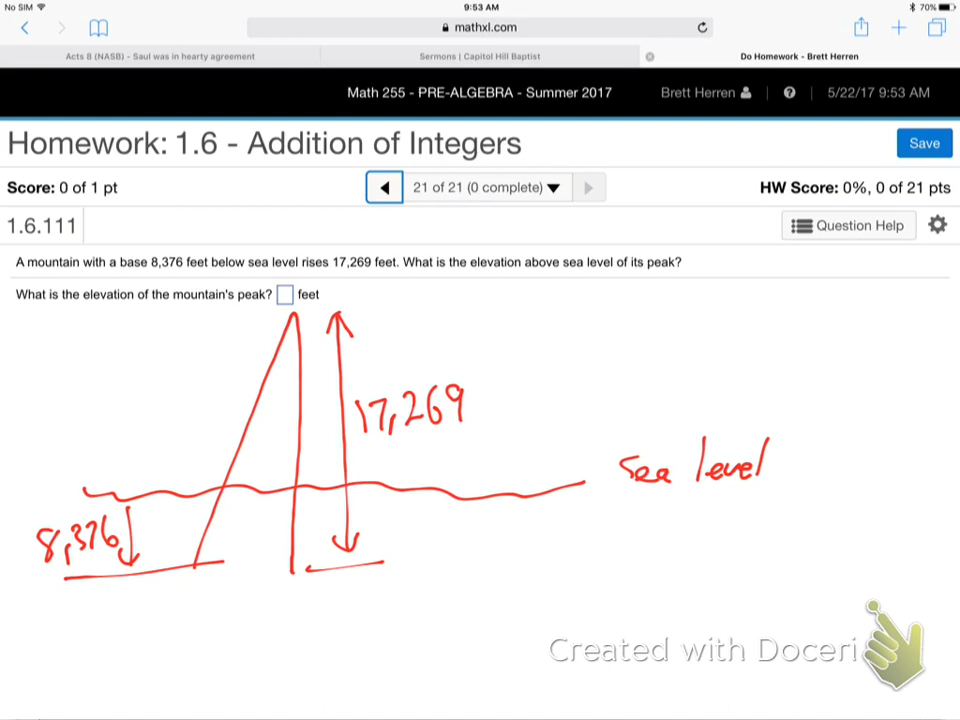 No SIM
9:53 AM
70%
mathxl.com
Acts 8 (NASB) - Saul was in hearty agreement
Sermons | Capitol Hill Baptist
Do Homework - Brett Herren
Math 255 - PRE-ALGEBRA - Summer 2017
Brett Herren
?
5/22/17 9:53 AM
Homework: 1.6 - Addition of Integers
Save
Score: 0 of 1 pt
21 of 21 (0 complete)
HW Score: 0%, 0 of 21 pts
1.6.111
Question Help
A mountain with a base 8,376 feet below sea level rises 17,269 feet. What is the elevation above sea level of its peak?
What is the elevation of the mountain's peak? feet
17,269
sea level
8,376
Created with Doceri